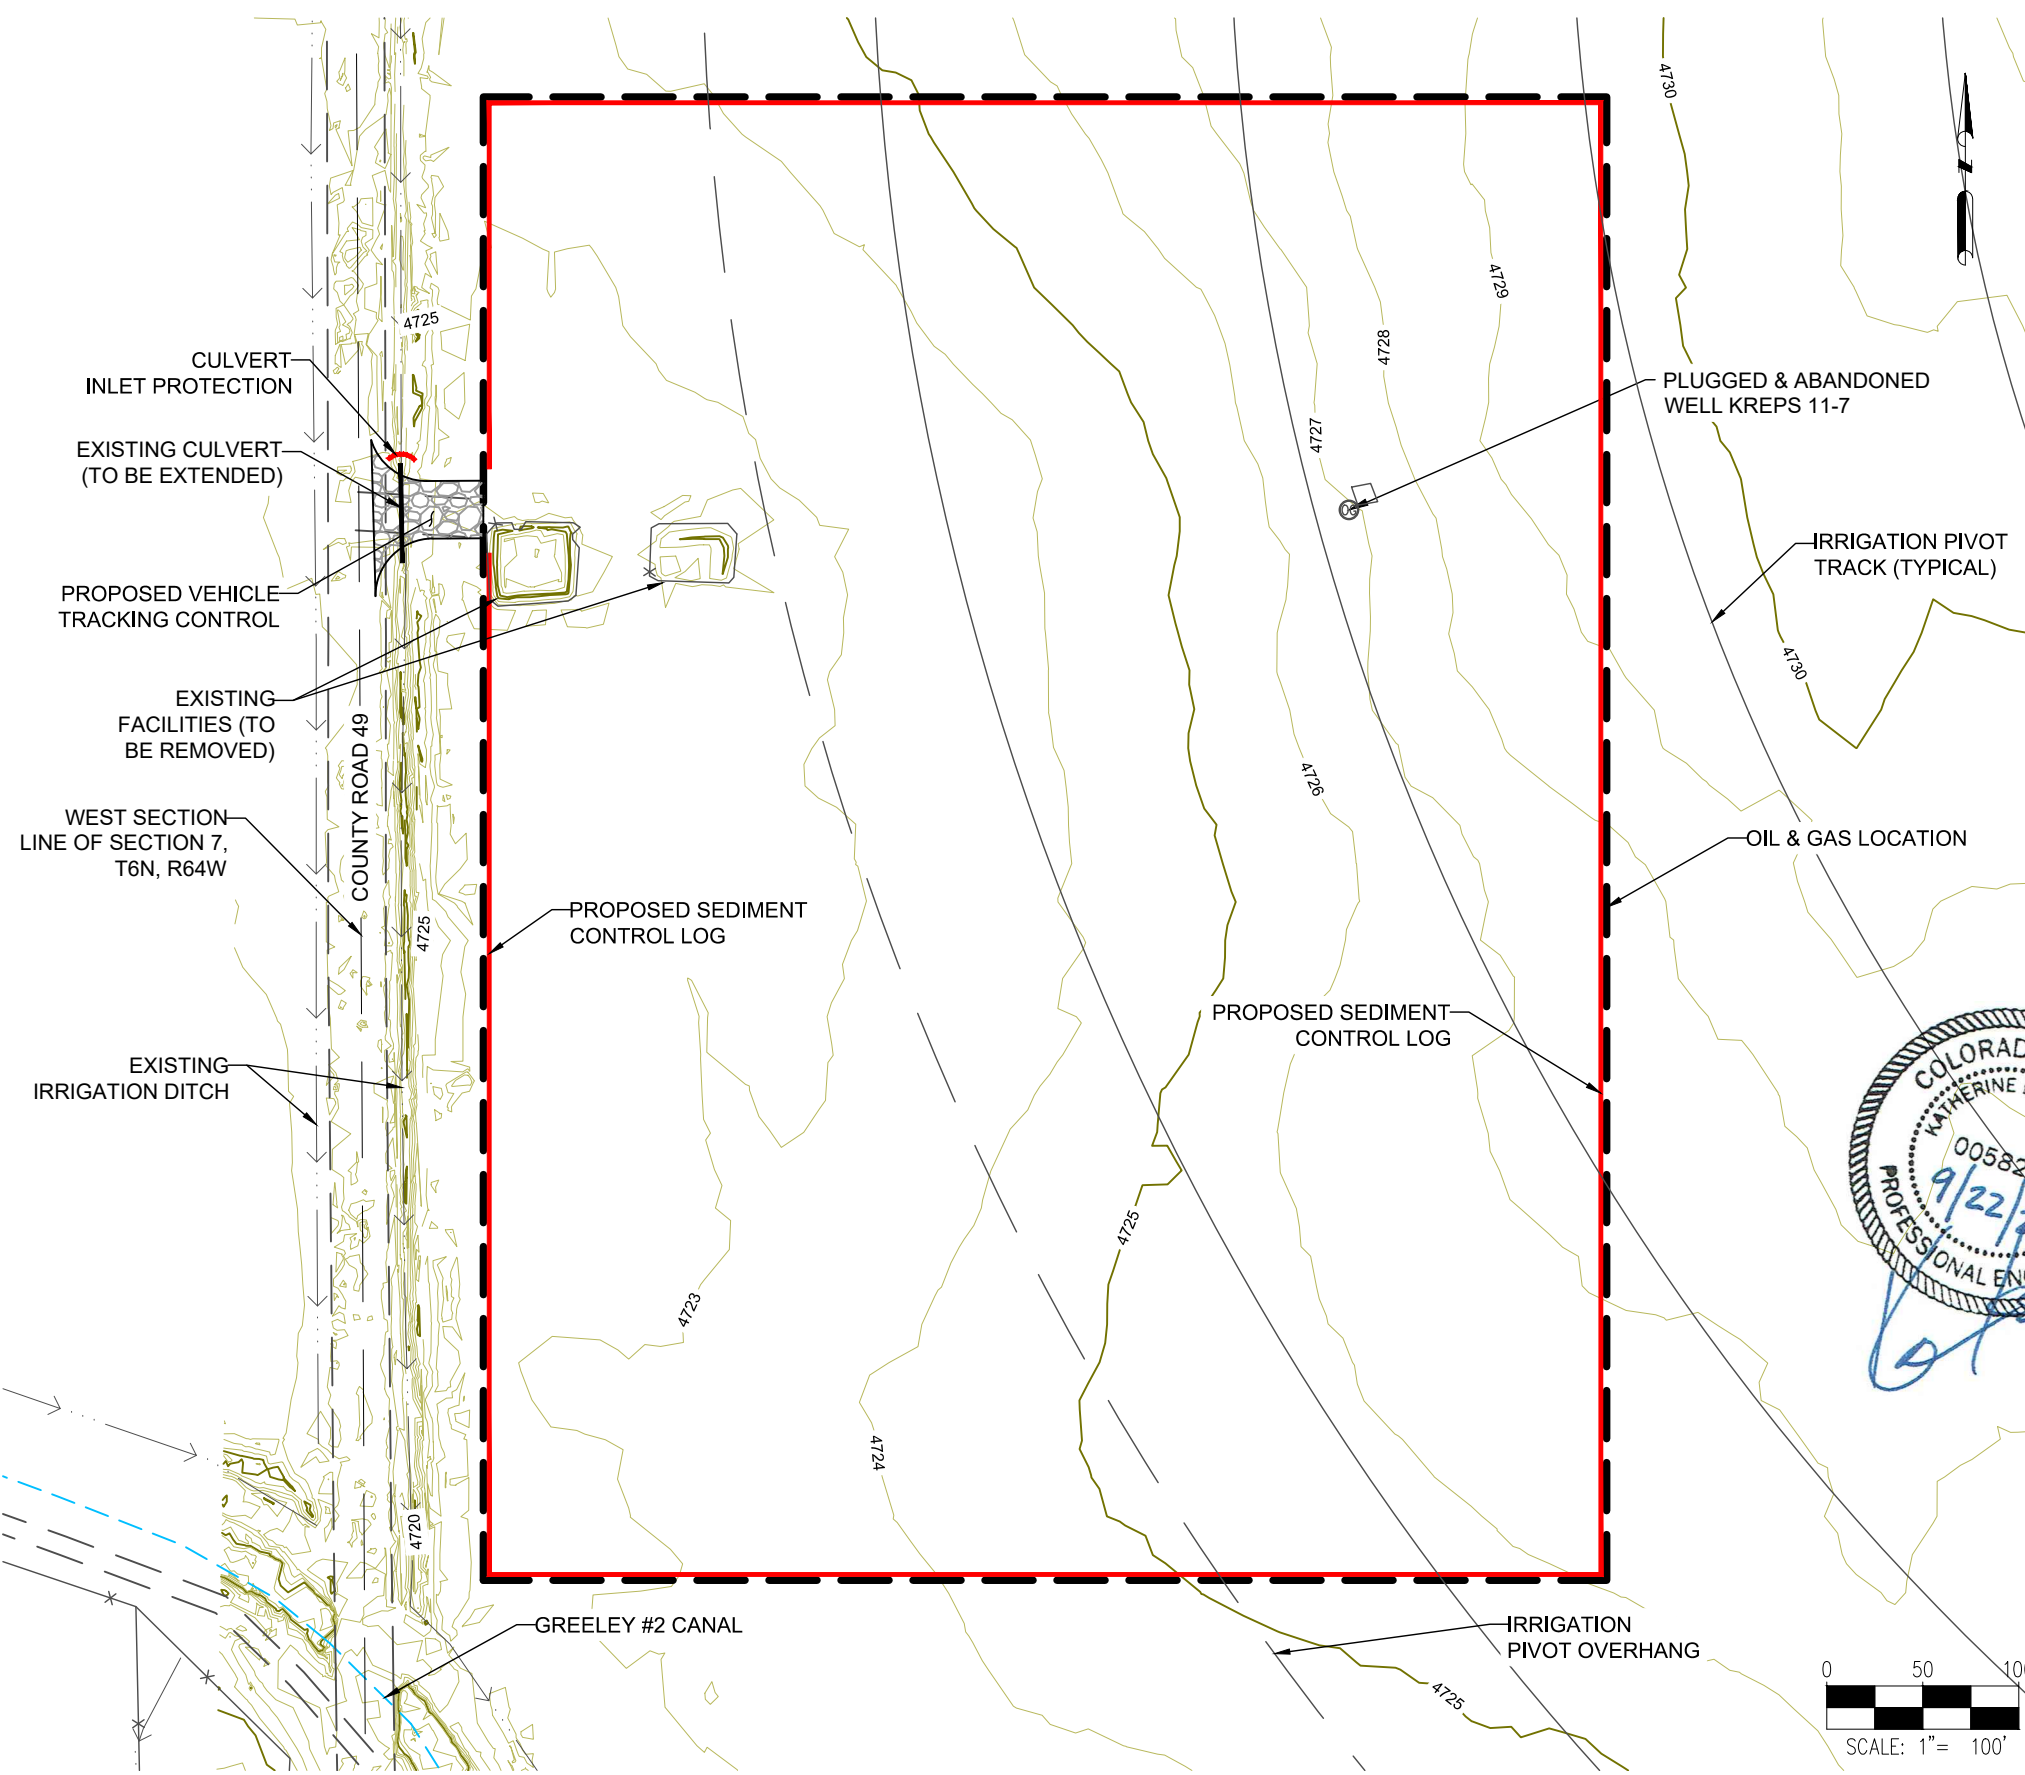 4730
N
4729
4725
4728
CULVERT
INLET PROTECTION
PLUGGED & ABANDONED
WELL KREPS 11-7
4727
EXISTING CULVERT
(TO BE EXTENDED)
IRRIGATION PIVOT
TRACK (TYPICAL)
PROPOSED VEHICLE
TRACKING CONTROL
4730
EXISTING
FACILITIES (TO
BE REMOVED)
COUNTY ROAD 49
4726
WEST SECTION
LINE OF SECTION 7,
T6N, R64W
OIL & GAS LOCATION
4725
PROPOSED SEDIMENT
CONTROL LOG
PROPOSED SEDIMENT
CONTROL LOG
EXISTING
IRRIGATION DITCH
COLORAD
KATHERINE
00582
9/22/2
PROFESSIONAL EN
4725
4723
4724
4720
GREELEY #2 CANAL
IRRIGATION
PIVOT OVERHANG
4725
0 50 10
SCALE: 1"= 100'